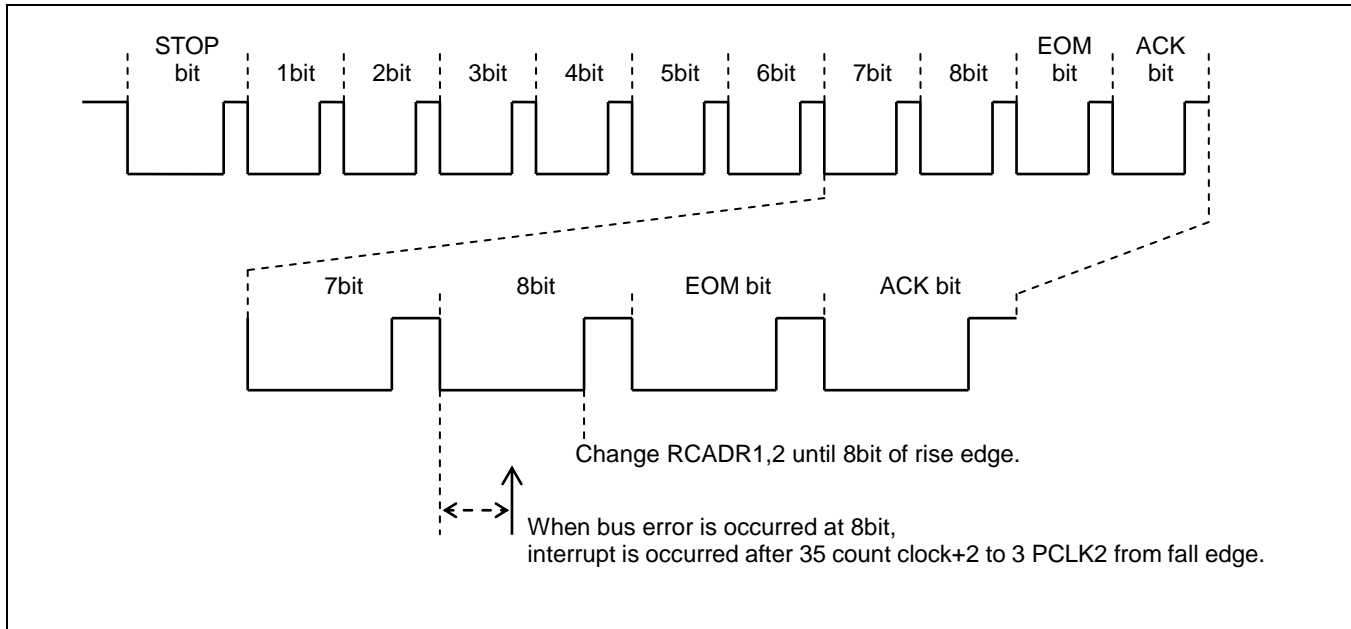 STOP bit 1bit 2bit 3bit 4bit 5bit 6bit 7bit 8bit EOM bit ACK bit
7bit 8bit EOM bit ACK bit
Change RCADR1,2 until 8bit of rise edge.
When bus error is occurred at 8bit,
interrupt is occurred after 35 count clock+2 to 3 PCLK2 from fall edge.